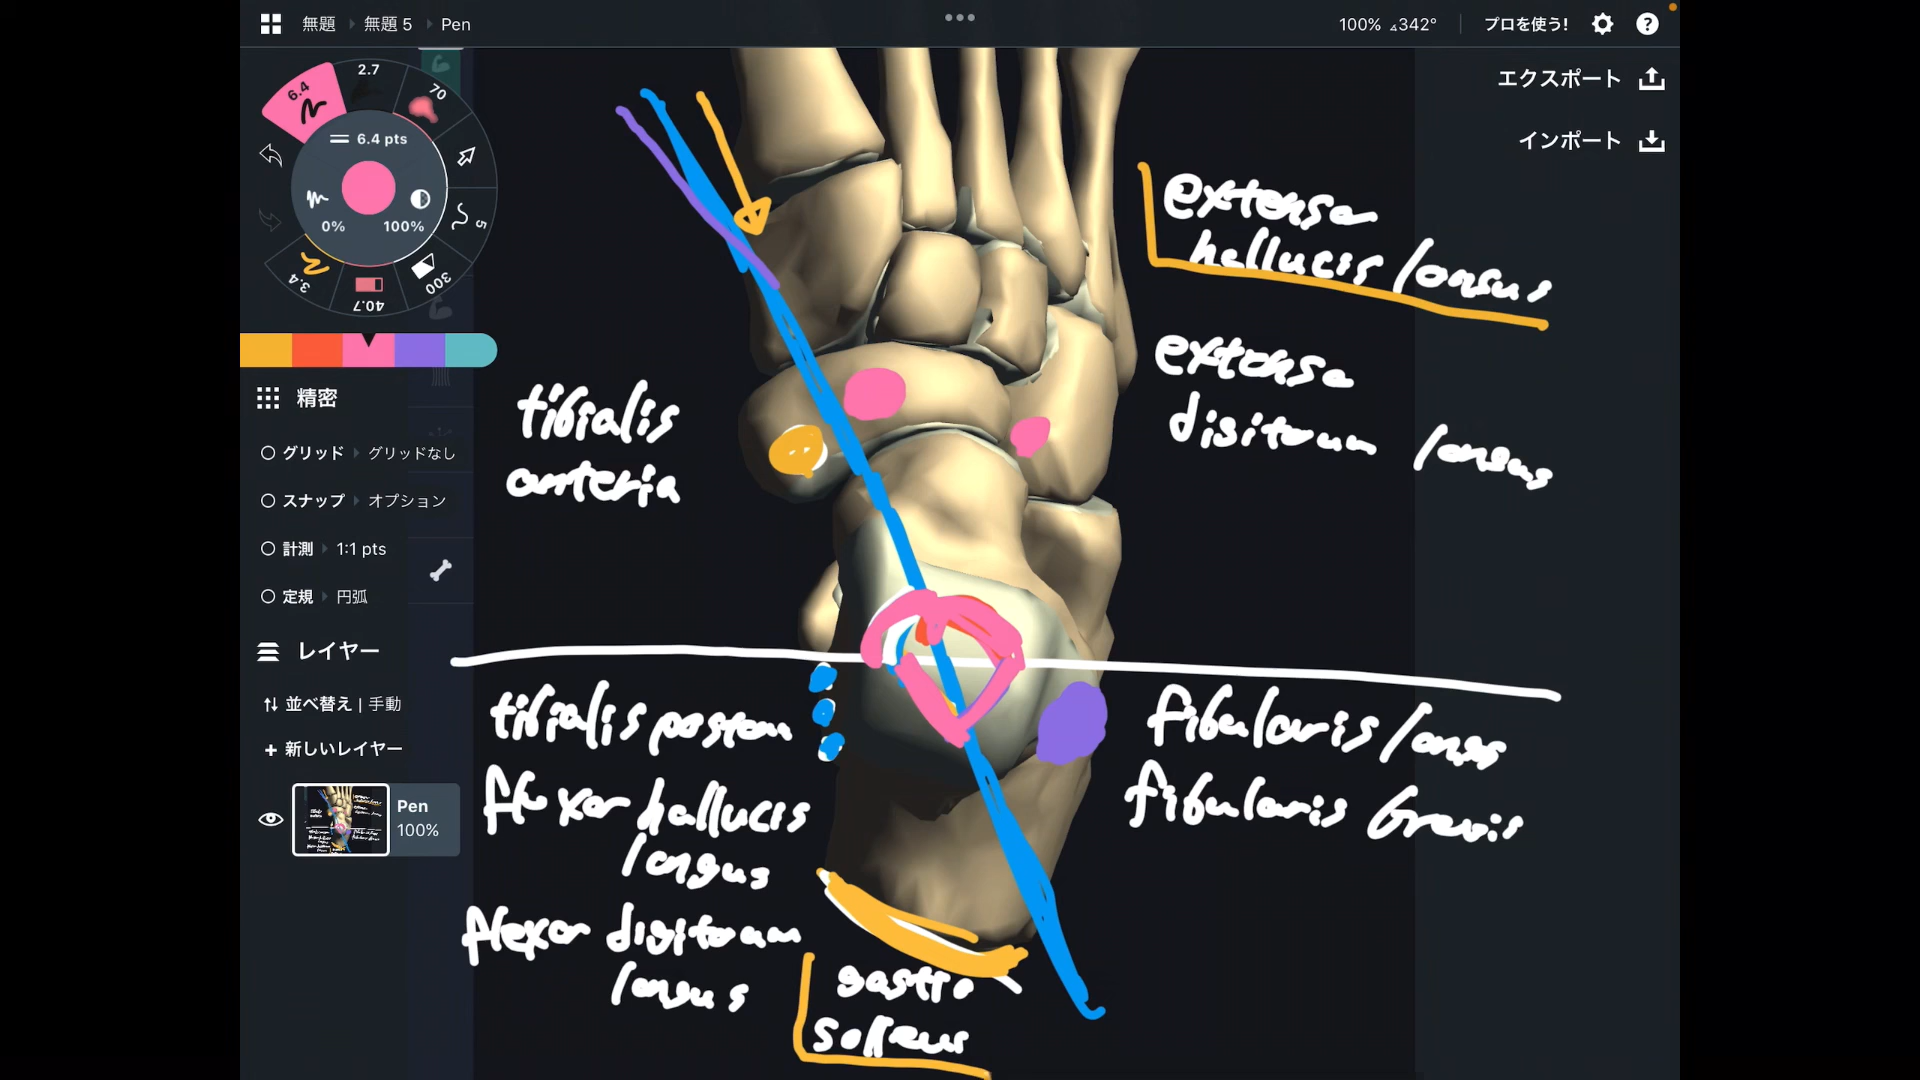 無題 無題 5 Pen
100% ⊿342° プロを使う!
エクスポート
インポート
6.4
2.7
70
5
300
40.7
3.4
6.4 pts
0% 100%
精密
グリッド グリッドなし
スナップ オプション
計測 1:1 pts
定規 円弧
レイヤー
並べ替え | 手動
+ 新しいレイヤー
Pen
100%
extensor
hallucis longus
extensor
digitorum longus
tibialis
anterior
tibialis posterior
flexor hallucis
longus
flexor digitorum
longus
gastro
soleus
fibularis longus
fibularis brevis